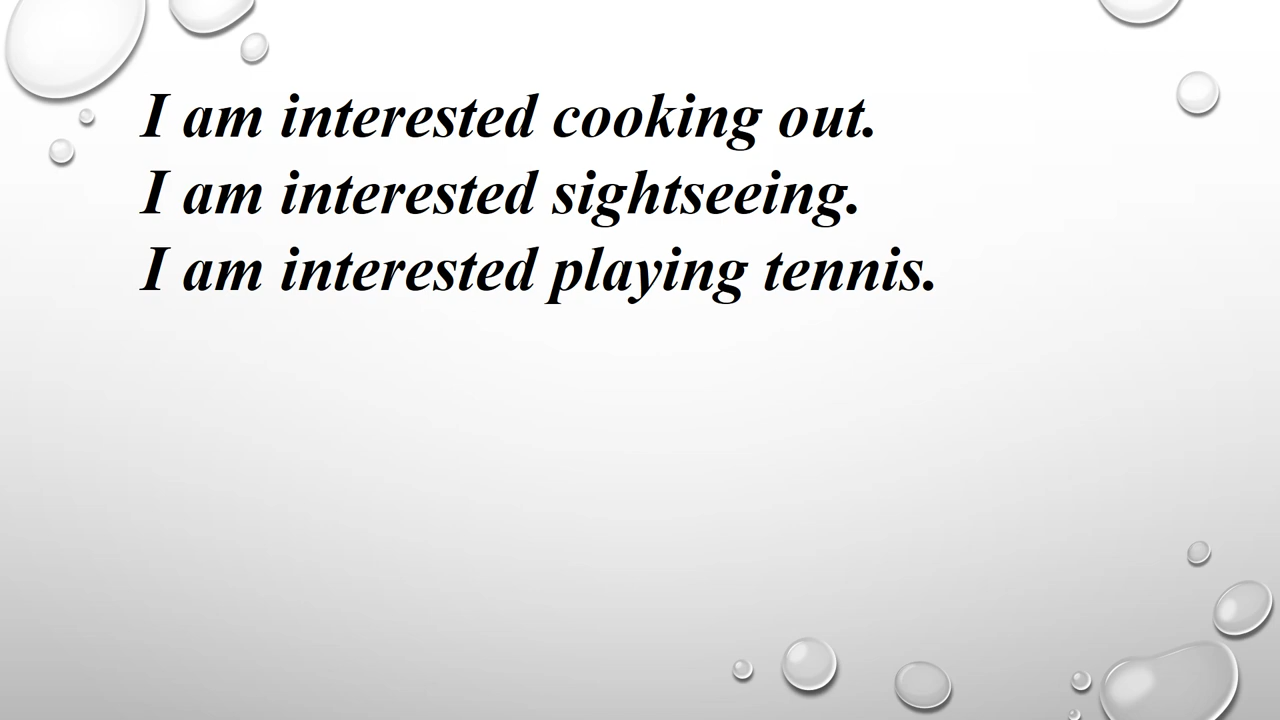 I am interested cooking out.
I am interested sightseeing.
I am interested playing tennis.